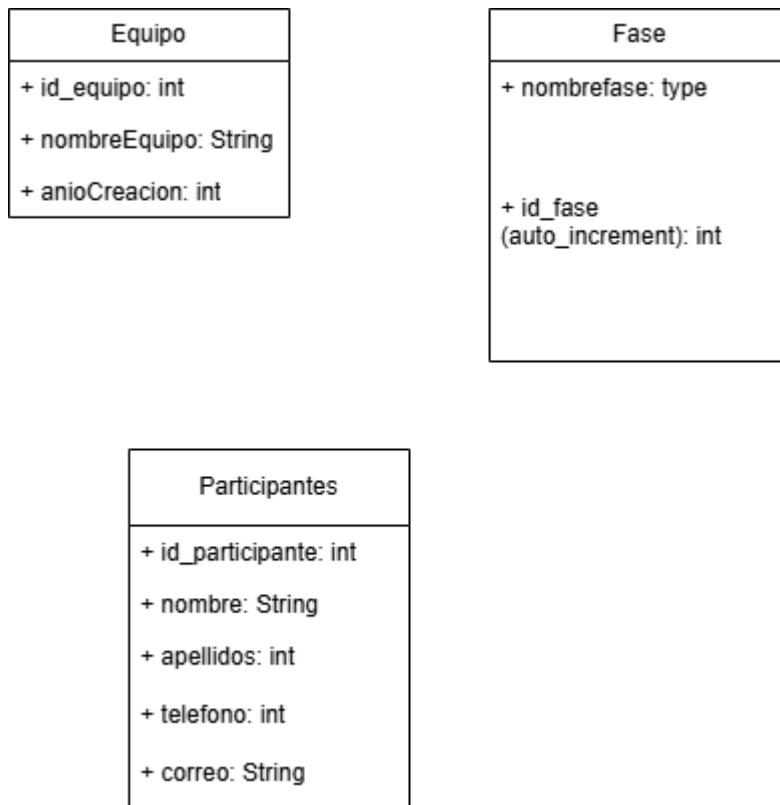 Equipo
+ id_equipo: int
+ nombreEquipo: String
+ anioCreacion: int
Fase
+ nombrefase: type
+ id_fase
(auto_increment): int
Participantes
+ id_participante: int
+ nombre: String
+ apellidos: int
+ telefono: int
+ correo: String